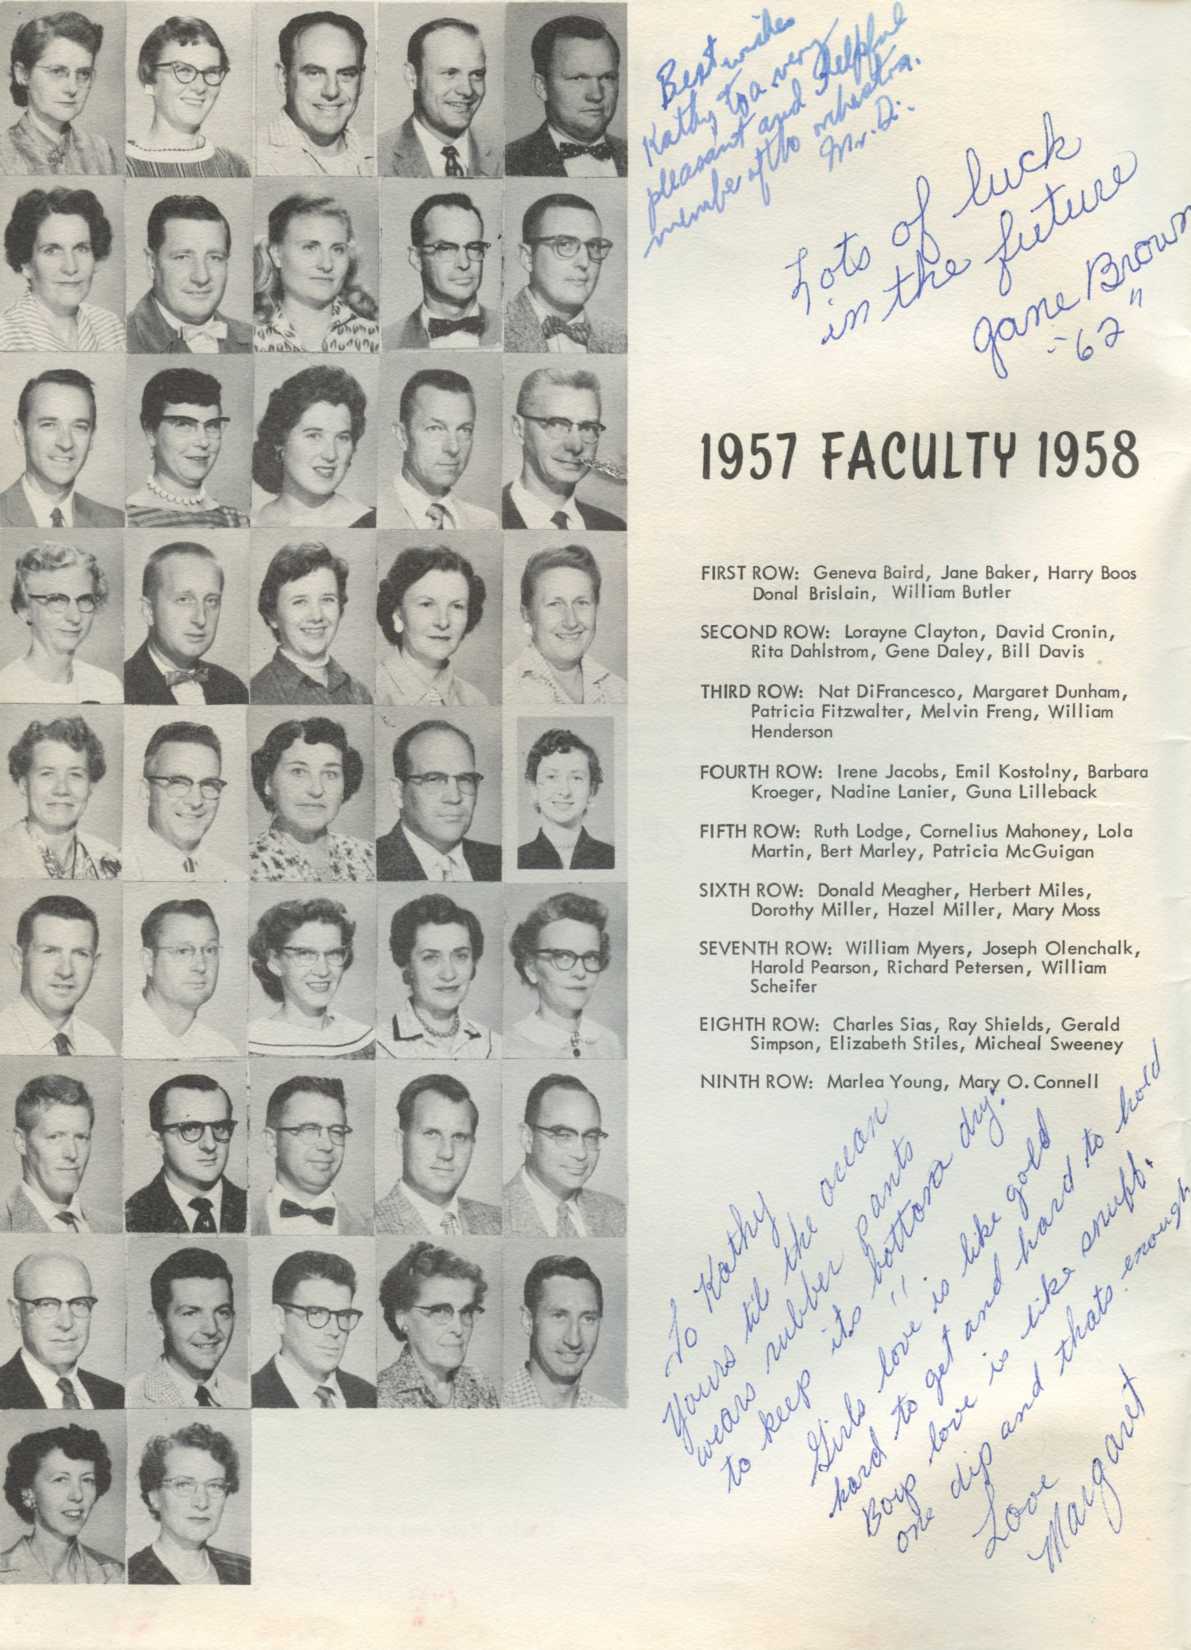 Best wishes
Kathy to a very
pleasant and helpful
member of the orchestra.
Mr. D.
Lots of luck
in the future
Jane Brown
"62"
1957 FACULTY 1958
FIRST ROW: Geneva Baird, Jane Baker, Harry Boos
Donal Brislain, William Butler
SECOND ROW: Lorayne Clayton, David Cronin,
Rita Dahlstrom, Gene Daley, Bill Davis
THIRD ROW: Nat DiFrancesco, Margaret Dunham,
Patricia Fitzwalter, Melvin Freng, William
Henderson
FOURTH ROW: Irene Jacobs, Emil Kostolny, Barbara
Kroeger, Nadine Lanier, Guna Lilleback
FIFTH ROW: Ruth Lodge, Cornelius Mahoney, Lola
Martin, Bert Marley, Patricia McGuigan
SIXTH ROW: Donald Meagher, Herbert Miles,
Dorothy Miller, Hazel Miller, Mary Moss
SEVENTH ROW: William Myers, Joseph Olenchalk,
Harold Pearson, Richard Petersen, William
Scheifer
EIGHTH ROW: Charles Sias, Ray Shields, Gerald
Simpson, Elizabeth Stiles, Micheal Sweeney
NINTH ROW: Marlea Young, Mary O. Connell
To Kathy
Yours til the ocean
wears rubber pants
to keep its bottom dry.
Girls love is like gold
hard to get and hard to hold
Boys love is like snuff.
one dip and thats enough
Love
Margaret